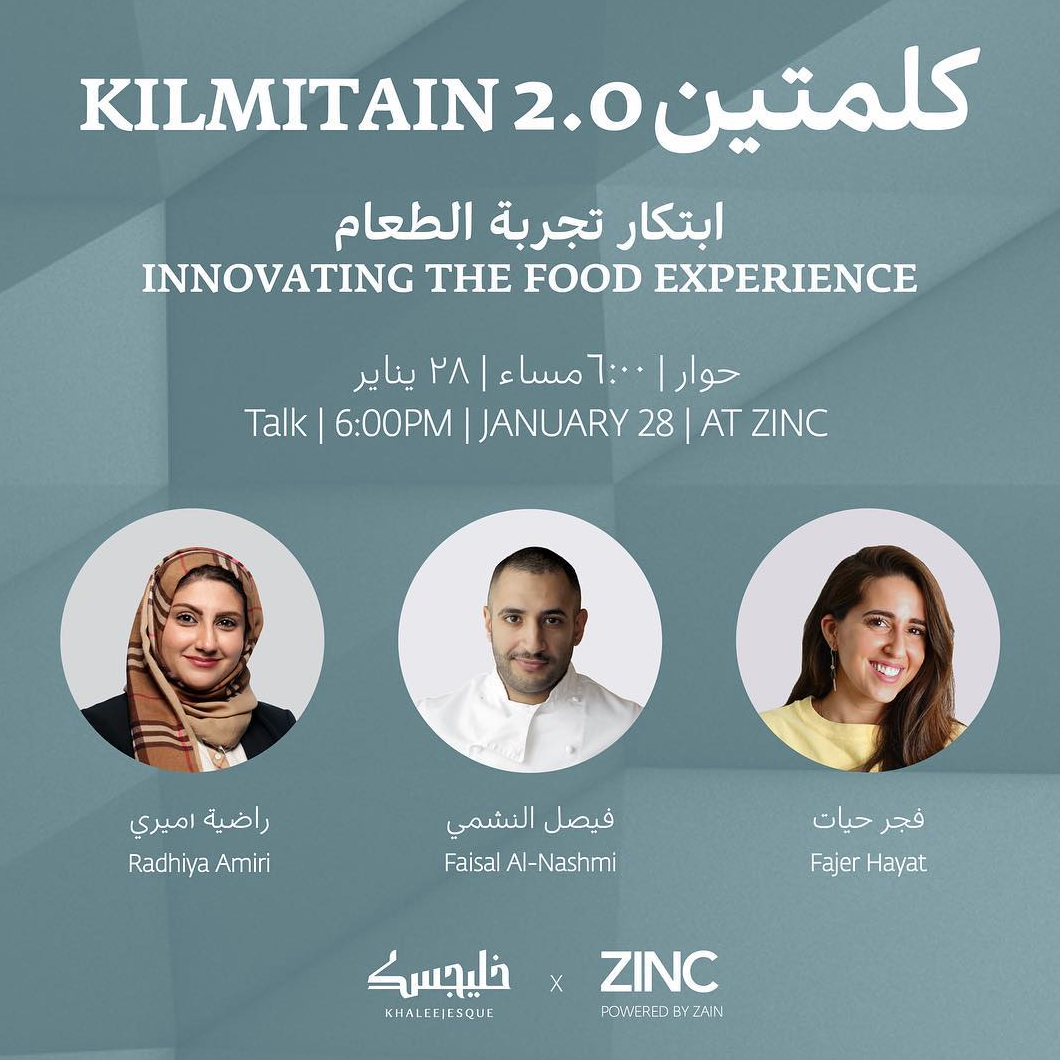 KILMITAIN 2.0 كلمتين
ابتكار تجربة الطعام
INNOVATING THE FOOD EXPERIENCE
حوار | ٦:٠٠ مساء | ٢٨ يناير
Talk | 6:00PM | JANUARY 28 | AT ZINC
راضية اميري
Radhiya Amiri
فيصل النشمي
Faisal Al-Nashmi
فجر حيات
Fajer Hayat
خليجسك
KHALEEJESQUE
x
ZINC
POWERED BY ZAIN